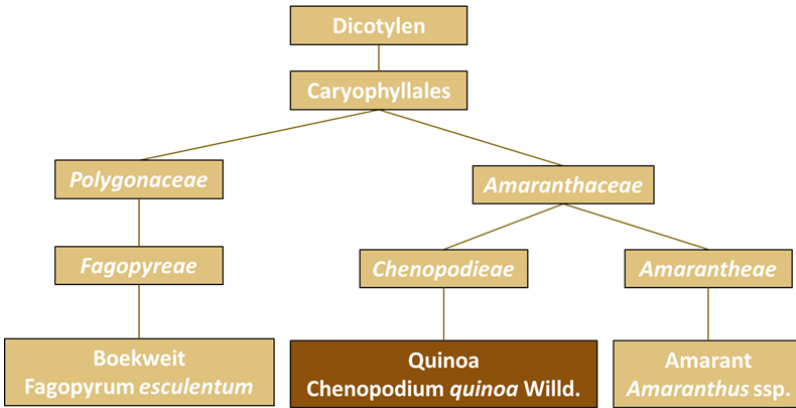 Dicotylen
Caryophyllales
Polygonaceae
Amaranthaceae
Fagopyreae
Chenopodieae
Amarantheae
Boekweit
Fagopyrum esculentum
Quinoa
Chenopodium quinoa Willd.
Amarant
Amaranthus ssp.